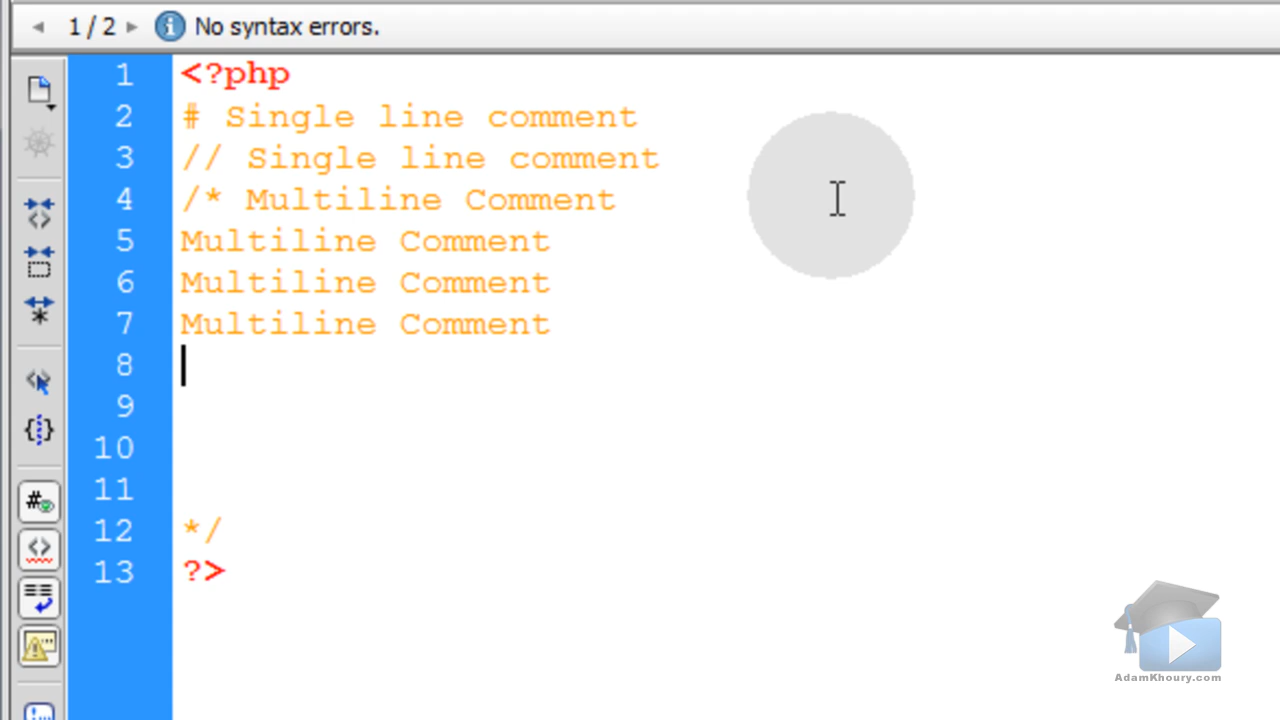 1 / 2 No syntax errors.
1 <?php
2 # Single line comment
3 // Single line comment
4 /* Multiline Comment
5 Multiline Comment
6 Multiline Comment
7 Multiline Comment
8
9
10
11
12 */
13 ?>
AdamKhoury.com